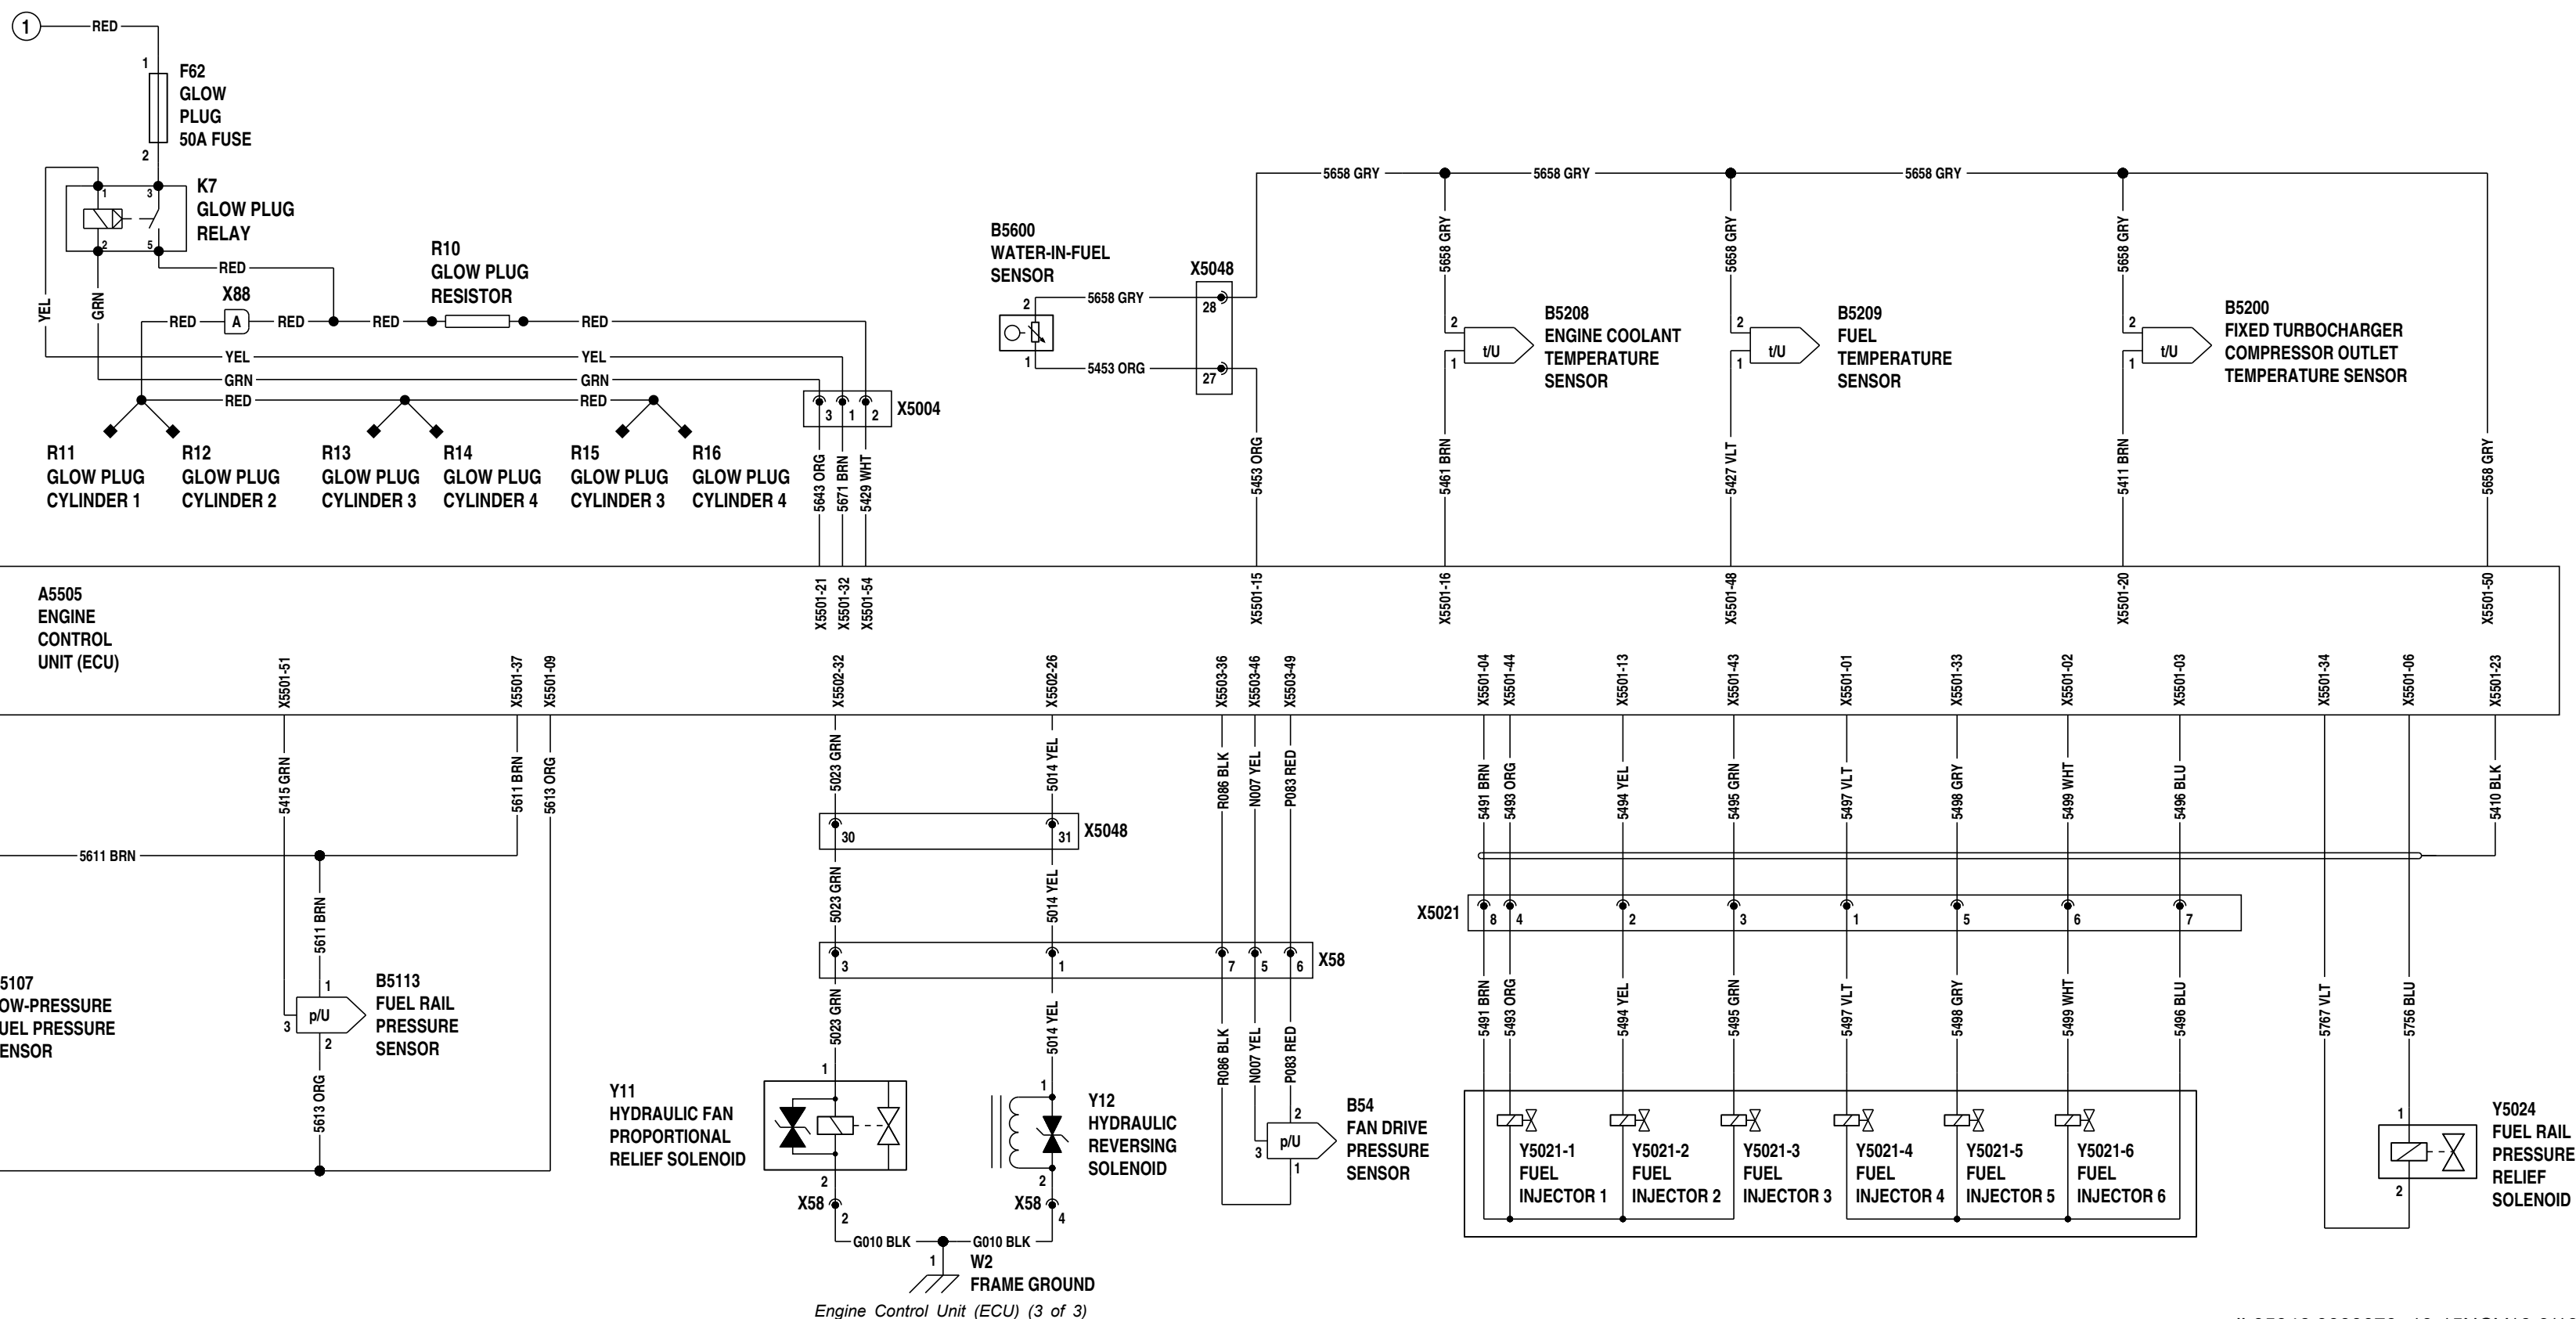 1
RED
1
F62
GLOW
PLUG
50A FUSE
2
K7
GLOW PLUG
RELAY
1
3
2
5
YEL
GRN
RED
X88
RED
A
RED
RED
R10
GLOW PLUG
RESISTOR
RED
YEL
YEL
GRN
GRN
RED
RED
R11
GLOW PLUG
CYLINDER 1
R12
GLOW PLUG
CYLINDER 2
R13
GLOW PLUG
CYLINDER 3
R14
GLOW PLUG
CYLINDER 4
R15
GLOW PLUG
CYLINDER 3
R16
GLOW PLUG
CYLINDER 4
3
1
2
X5004
5643 ORG
5671 BRN
5429 WHT
B5600
WATER-IN-FUEL
SENSOR
2
1
5658 GRY
5453 ORG
X5048
28
27
5453 ORG
5658 GRY
5658 GRY
5658 GRY
5658 GRY
2
1
t/U
B5208
ENGINE COOLANT
TEMPERATURE
SENSOR
5461 BRN
5658 GRY
2
1
t/U
B5209
FUEL
TEMPERATURE
SENSOR
5427 VLT
5658 GRY
2
1
t/U
B5200
FIXED TURBOCHARGER
COMPRESSOR OUTLET
TEMPERATURE SENSOR
5411 BRN
5658 GRY
A5505
ENGINE
CONTROL
UNIT (ECU)
X5501-21
X5501-32
X5501-54
X5501-15
X5501-16
X5501-48
X5501-20
X5501-50
X5501-51
X5501-37
X5501-09
X5502-32
X5502-26
X5503-36
X5503-46
X5503-49
X5501-04
X5501-44
X5501-13
X5501-43
X5501-01
X5501-33
X5501-02
X5501-03
X5501-34
X5501-06
X5501-23
5415 GRN
5611 BRN
5613 ORG
5023 GRN
5014 YEL
R086 BLK
N007 YEL
P083 RED
5491 BRN
5493 ORG
5494 YEL
5495 GRN
5497 VLT
5498 GRY
5499 WHT
5496 BLU
5410 BLK
30
31
X5048
5611 BRN
5611 BRN
5023 GRN
5014 YEL
X5021
8
4
2
3
1
5
6
7
3
1
7
5
6
X58
5107
OW-PRESSURE
UEL PRESSURE
ENSOR
1
3
p/U
2
B5113
FUEL RAIL
PRESSURE
SENSOR
5613 ORG
5023 GRN
5014 YEL
R086 BLK
N007 YEL
P083 RED
5491 BRN
5493 ORG
5494 YEL
5495 GRN
5497 VLT
5498 GRY
5499 WHT
5496 BLU
5767 VLT
5756 BLU
Y11
HYDRAULIC FAN
PROPORTIONAL
RELIEF SOLENOID
1
2
X58
2
1
Y12
HYDRAULIC
REVERSING
SOLENOID
2
X58
4
2
3
p/U
1
B54
FAN DRIVE
PRESSURE
SENSOR
Y5021-1
FUEL
INJECTOR 1
Y5021-2
FUEL
INJECTOR 2
Y5021-3
FUEL
INJECTOR 3
Y5021-4
FUEL
INJECTOR 4
Y5021-5
FUEL
INJECTOR 5
Y5021-6
FUEL
INJECTOR 6
1
2
Y5024
FUEL RAIL
PRESSURE
RELIEF
SOLENOID
G010 BLK
G010 BLK
1
W2
FRAME GROUND
Engine Control Unit (ECU) (3 of 3)